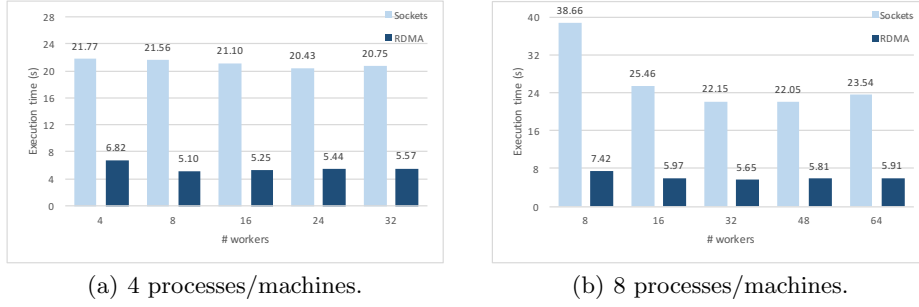 Sockets
RDMA
Execution time (s)
28
24
20
16
12
8
4
0
21.77
21.56
21.10
20.43
20.75
6.82
5.10
5.25
5.44
5.57
4 8 16 24 32
# workers
(a) 4 processes/machines.
Sockets
RDMA
Execution time (s)
40
32
24
16
8
0
38.66
25.46
22.15
22.05
23.54
7.42
5.97
5.65
5.81
5.91
8 16 32 48 64
# workers
(b) 8 processes/machines.